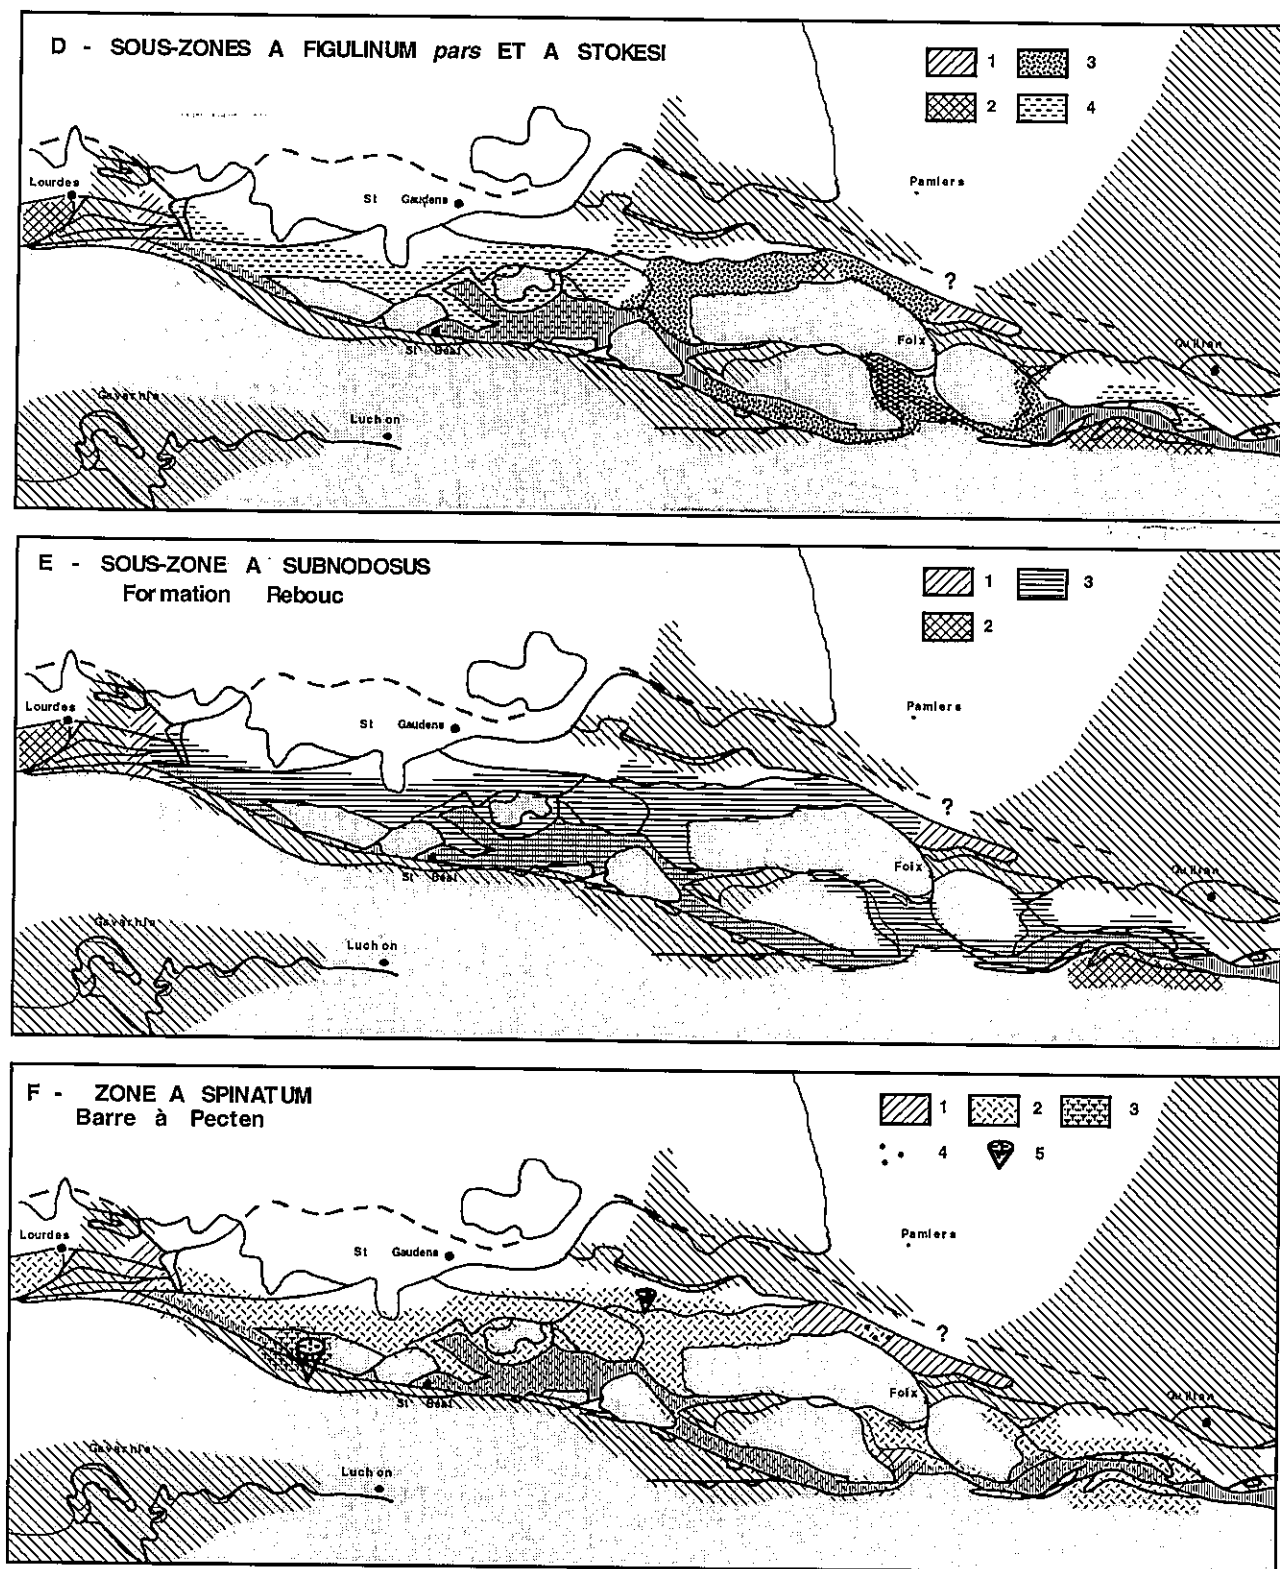 D - SOUS-ZONES A FIGULINUM pars ET A STOKESI
1 3
2 4
Lourdes
St Gaudens
Pamiers
?
Foix
Quillan
St Béat
Gavarnie
Luchon
E - SOUS-ZONE A SUBNODOSUS
Formation Rebouc
1 3
2
Lourdes
St Gaudens
Pamiers
?
Foix
Quillan
St Béat
Gavarnie
Luchon
F - ZONE A SPINATUM
Barre à Pecten
1 2 3
4 5
Lourdes
St Gaudens
Pamiers
?
Foix
Quillan
St Béat
Gavarnie
Luchon